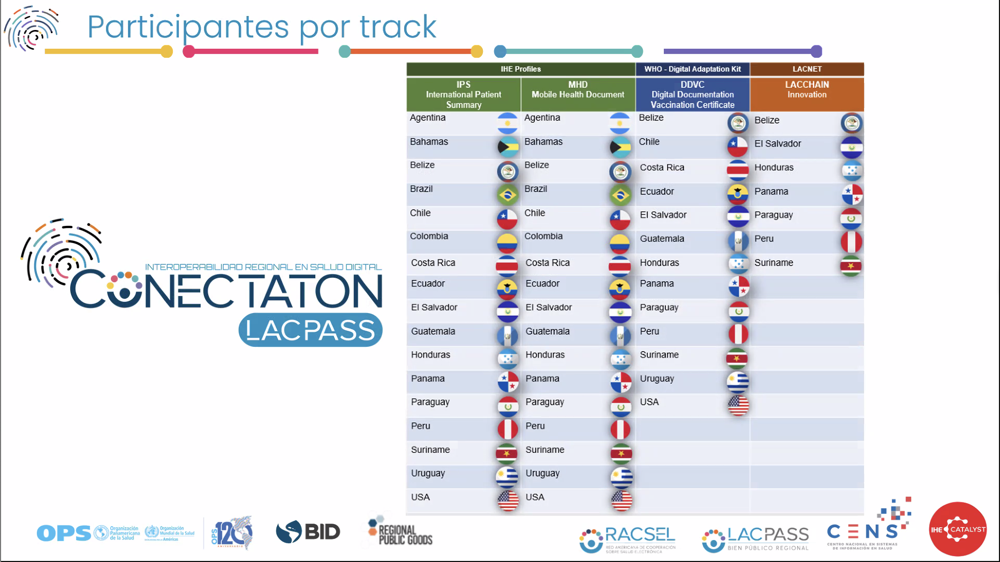 Participantes por track
IHE Profiles
WHO - Digital Adaptation Kit
LACNET
IPS
International Patient
Summary
MHD
Mobile Health Document
DDVC
Digital Documentation
Vaccination Certificate
LACCHAIN
Innovation
Agentina Agentina Belize Belize
Bahamas Bahamas Chile El Salvador
Belize Belize Costa Rica Honduras
Brazil Brazil Ecuador Panama
Chile Chile El Salvador Paraguay
Colombia Colombia Guatemala Peru
Costa Rica Costa Rica Honduras Suriname
Ecuador Ecuador Panama
El Salvador El Salvador Paraguay
Guatemala Guatemala Peru
Honduras Honduras Suriname
Panama Panama Uruguay
Paraguay Paraguay USA
Peru Peru
Suriname Suriname
Uruguay Uruguay
USA USA
INTEROPERABILIDAD REGIONAL EN SALUD DIGITAL
CONECTATON
LACPASS
OPS
Organización
Panamericana
de la Salud
Organización
Mundial de la Salud
Américas
OPS 120
ANIVERSARIO
BID
REGIONAL
PUBLIC GOODS
RACSEL
RED AMERICANA DE COOPERACIÓN
SOBRE SALUD ELECTRÓNICA
LACPASS
BIEN PÚBLICO REGIONAL
CENS
CENTRO NACIONAL EN SISTEMAS
DE INFORMACIÓN EN SALUD
IHE CATALYST